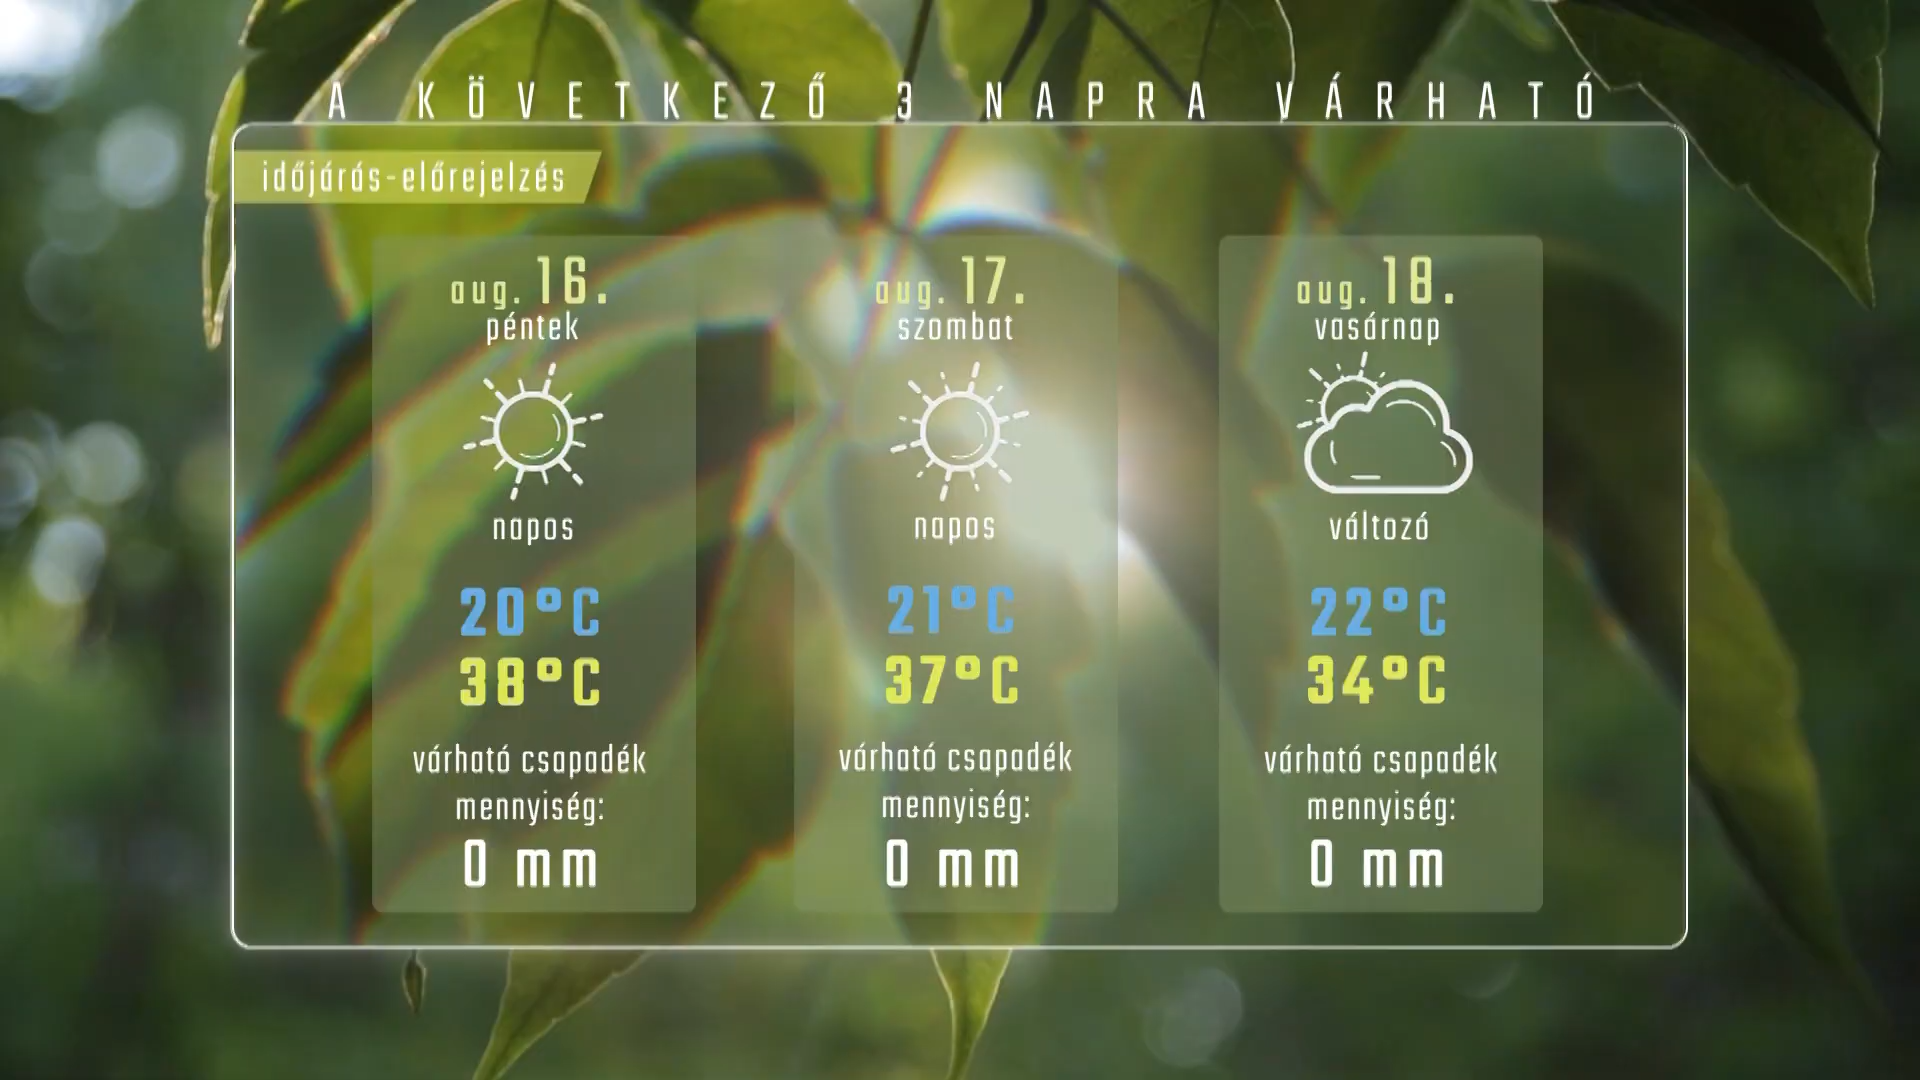 A KÖVETKEZŐ 3 NAPRA VÁRHATÓ
időjárás-előrejelzés
aug. 16.
péntek
napos
20°C
38°C
várható csapadék
mennyiség:
0 mm
aug. 17.
szombat
napos
21°C
37°C
várható csapadék
mennyiség:
0 mm
aug. 18.
vasárnap
változó
22°C
34°C
várható csapadék
mennyiség:
0 mm